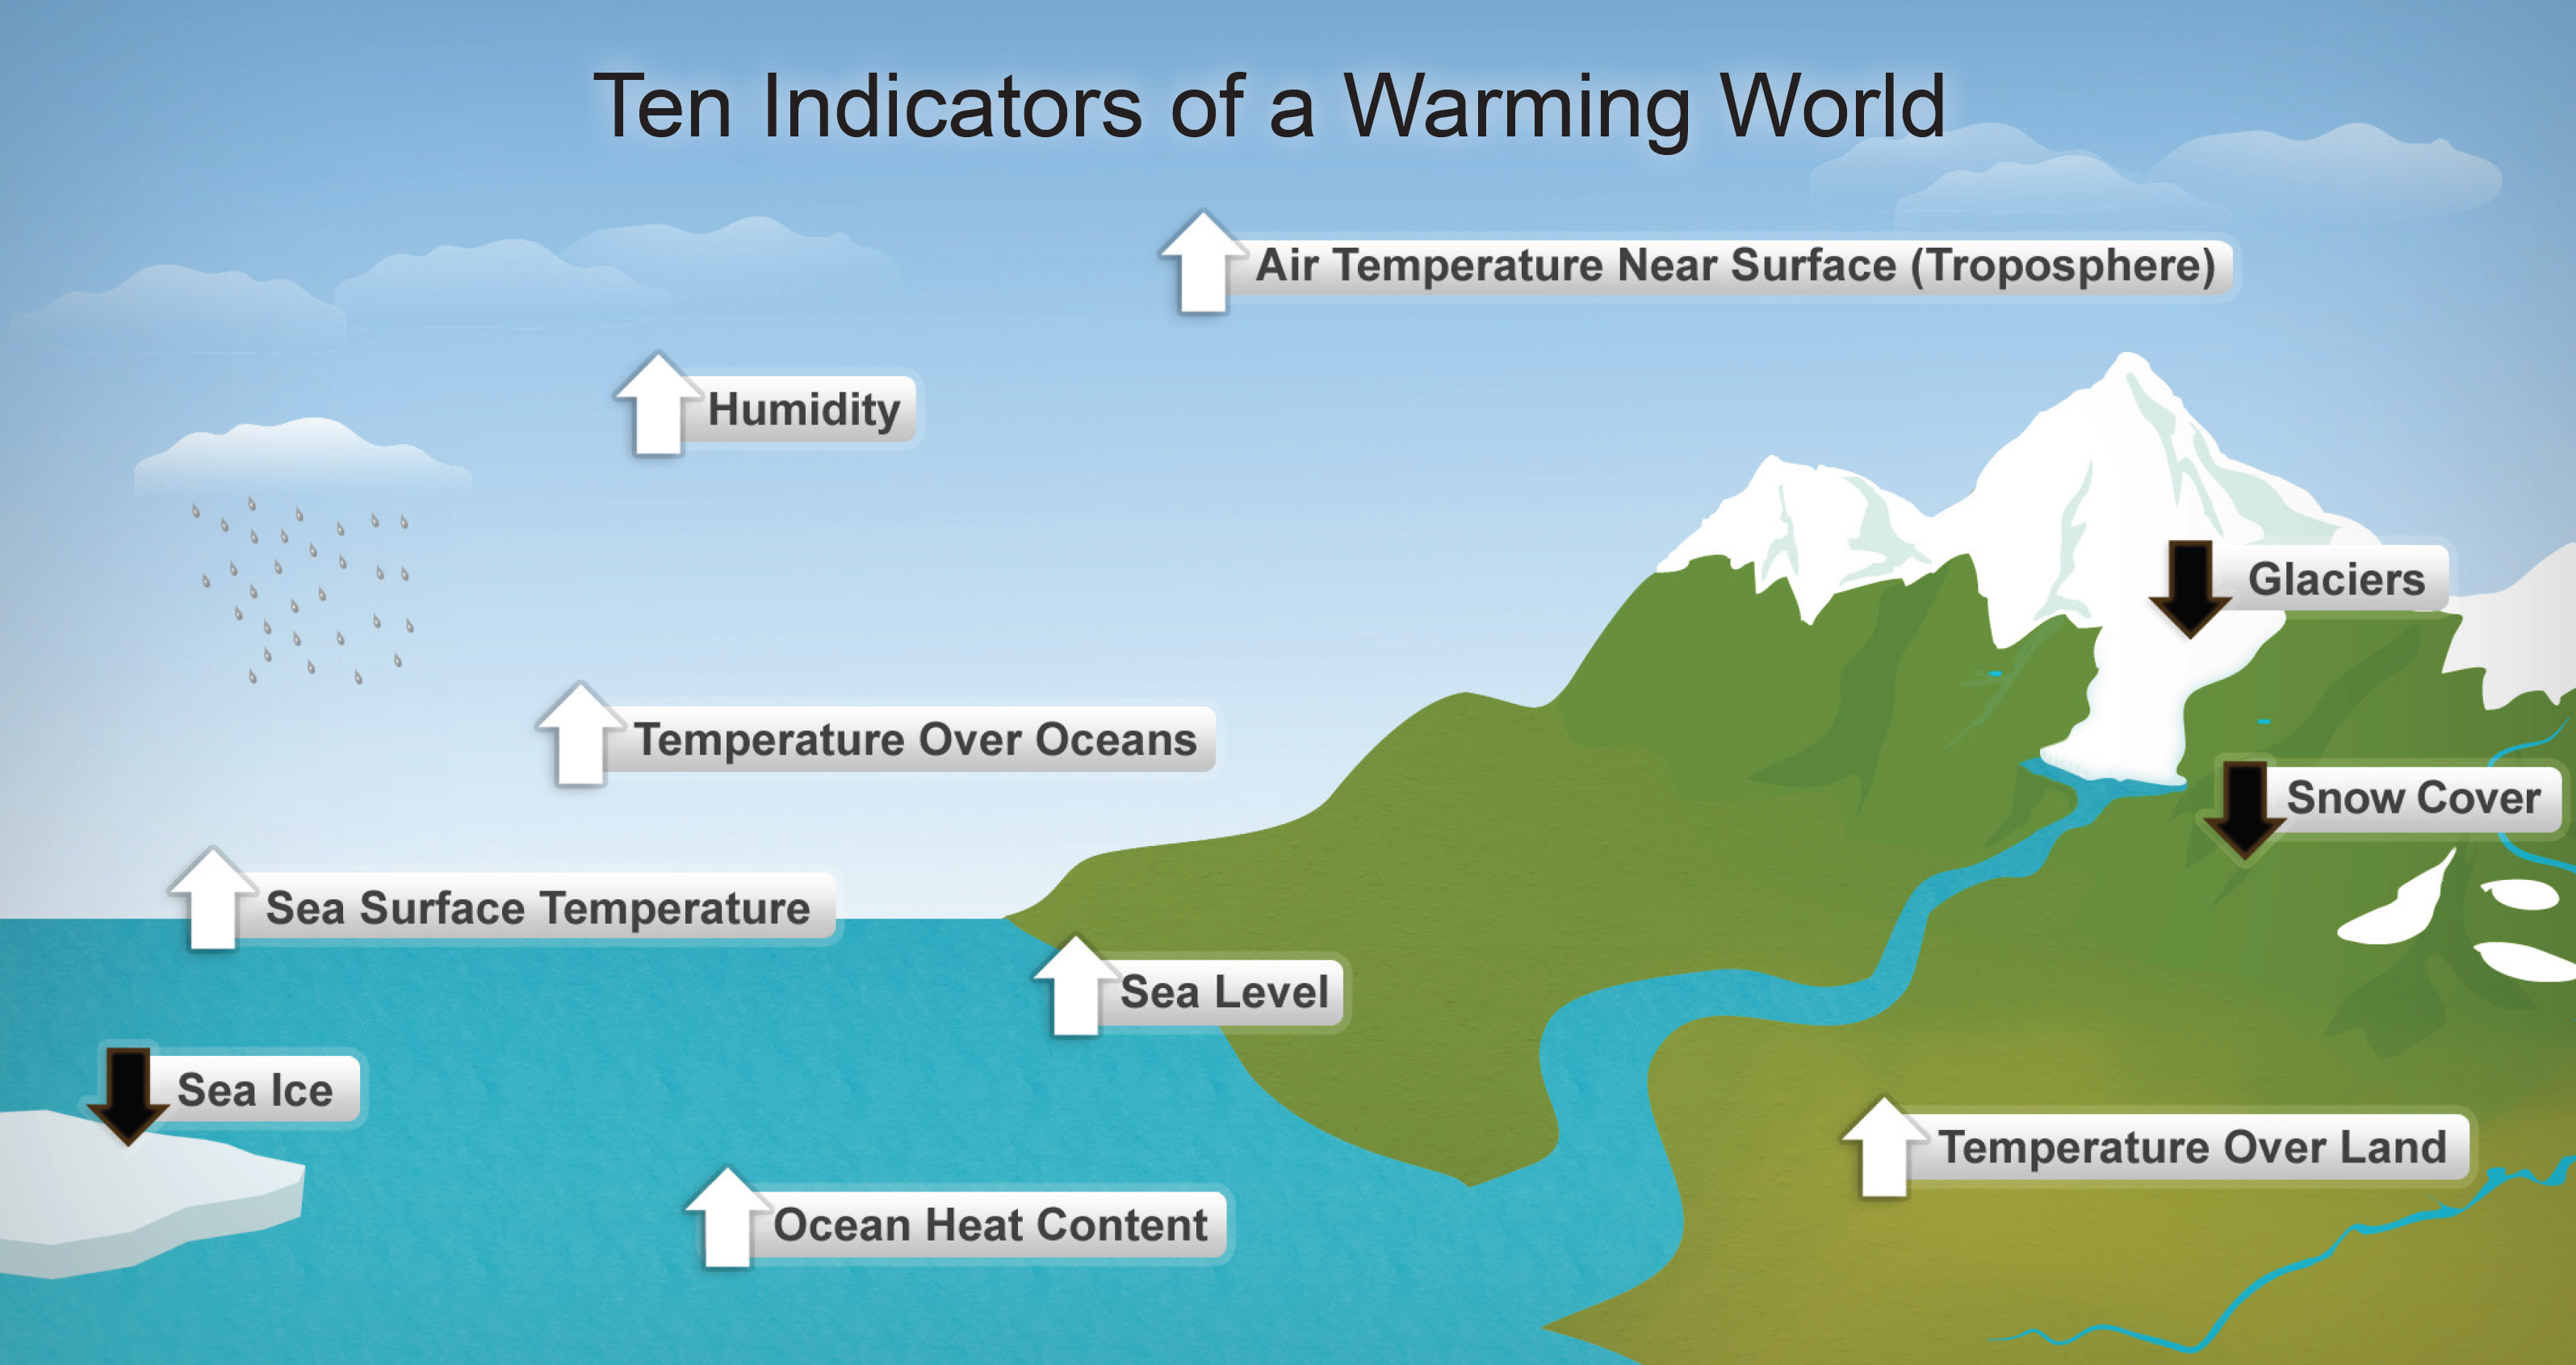 Ten Indicators of a Warming World
Air Temperature Near Surface (Troposphere)
Humidity
Glaciers
Temperature Over Oceans
Snow Cover
Sea Surface Temperature
Sea Level
Sea Ice
Temperature Over Land
Ocean Heat Content